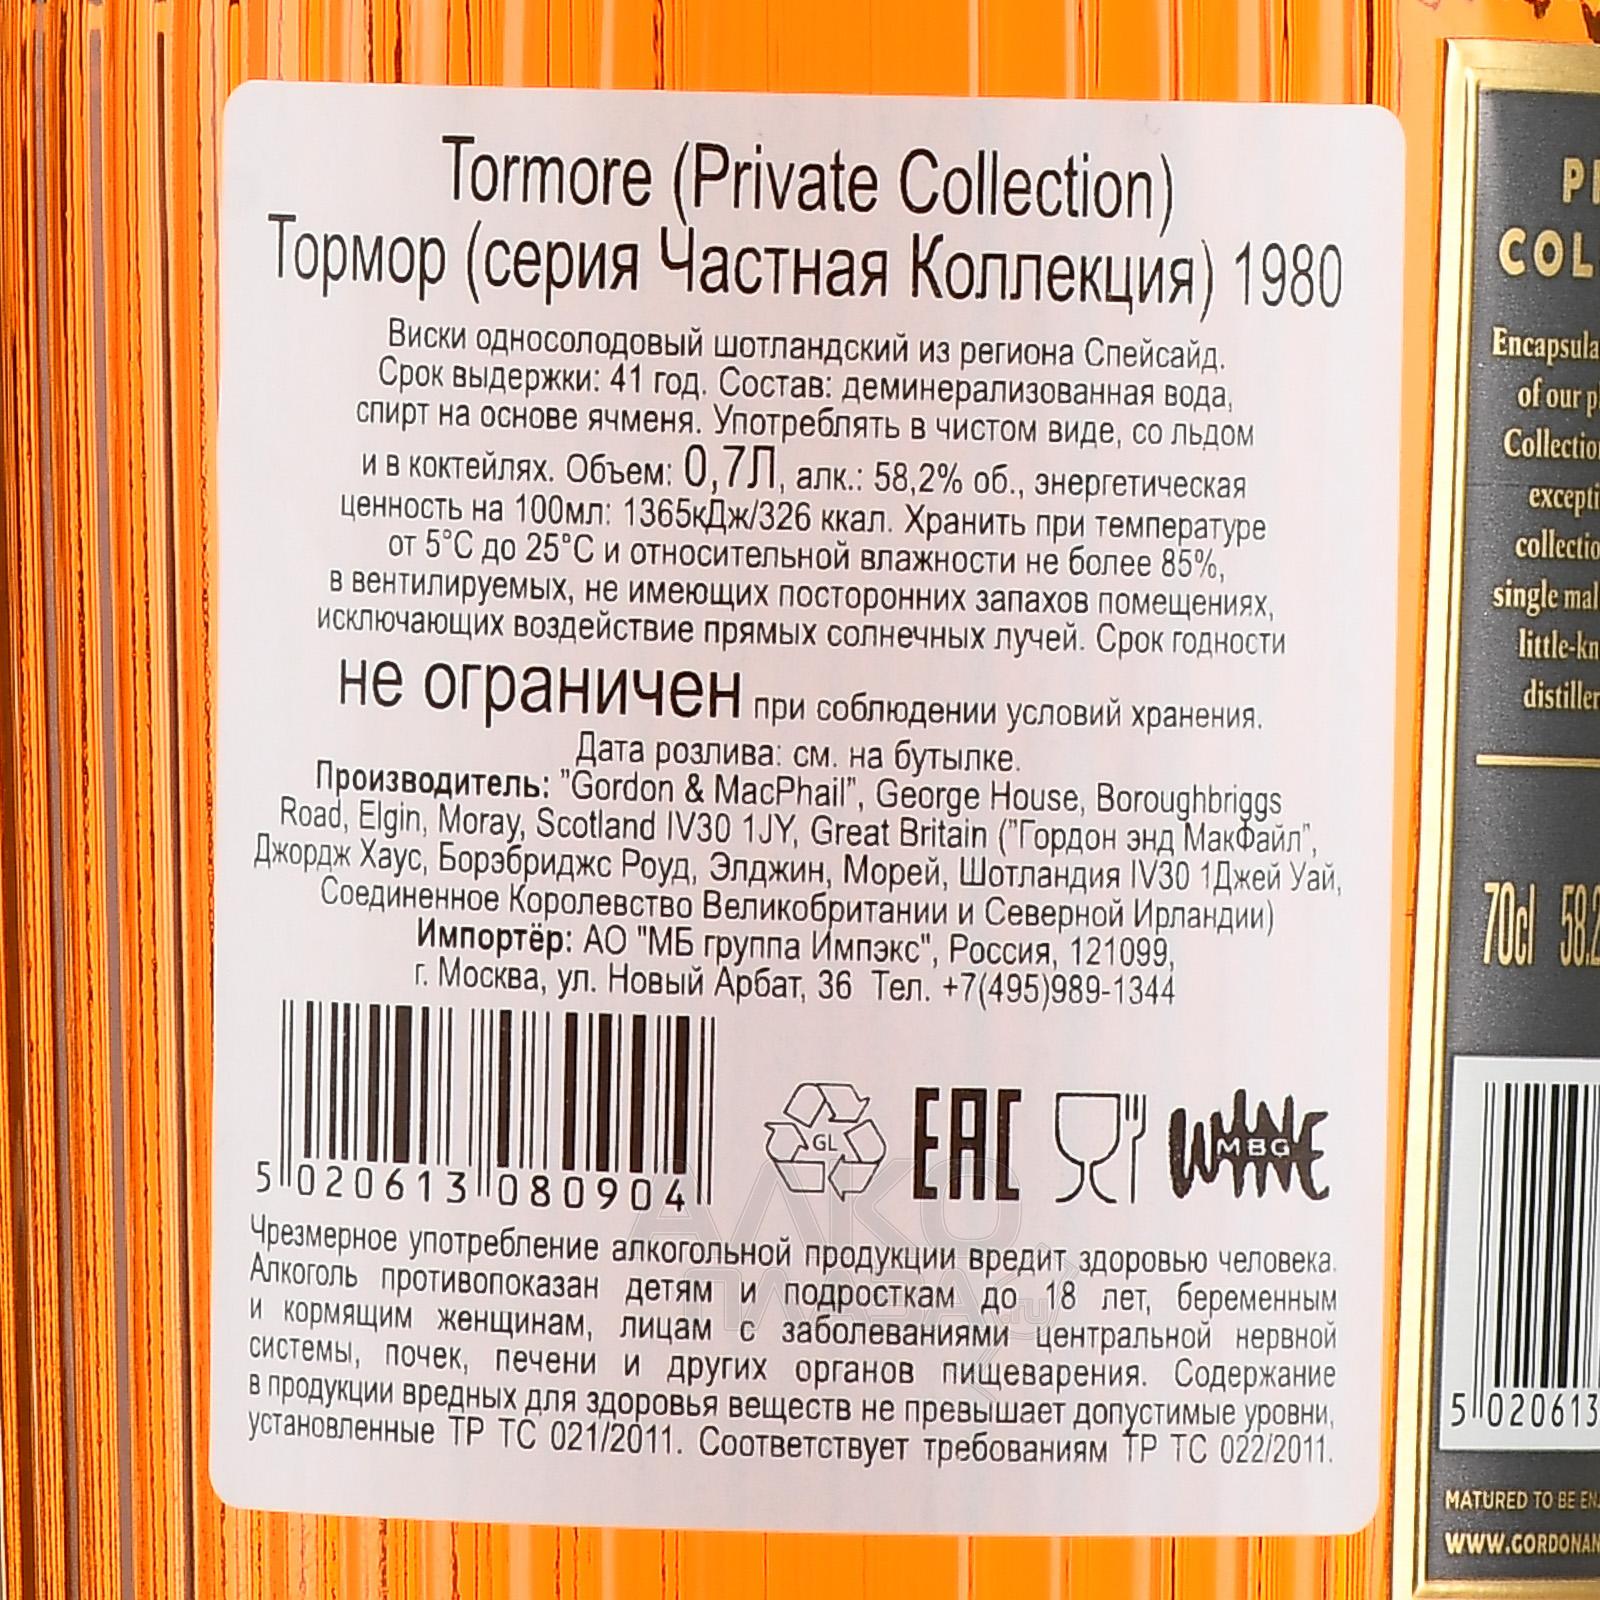 Tormore (Private Collection)
Тормор (серия Частная Коллекция) 1980
Виски односолодовый шотландский из региона Спейсайд.
Срок выдержки: 41 год. Состав: деминерализованная вода,
спирт на основе ячменя. Употреблять в чистом виде, со льдом
и в коктейлях. Объем: 0,7Л, алк.: 58,2% об., энергетическая
ценность на 100мл: 1365кДж/326 ккал. Хранить при температуре
от 5°С до 25°С и относительной влажности не более 85%,
в вентилируемых, не имеющих посторонних запахов помещениях,
исключающих воздействие прямых солнечных лучей. Срок годности
не ограничен при соблюдении условий хранения.
Дата розлива: см. на бутылке.
Производитель: "Gordon & MacPhail", George House, Boroughbriggs
Road, Elgin, Moray, Scotland IV30 1JY, Great Britain ("Гордон энд МакФайл",
Джордж Хаус, Борэбриджс Роуд, Элджин, Морей, Шотландия IV30 1Джей Уай,
Соединенное Королевство Великобритании и Северной Ирландии)
Импортёр: АО "МБ группа Импэкс", Россия, 121099,
г. Москва, ул. Новый Арбат, 36 Тел. +7(495)989-1344
5 020613 080904
GL
EAC
WINE
MBG
Чрезмерное употребление алкогольной продукции вредит здоровью человека.
Алкоголь противопоказан детям и подросткам до 18 лет, беременным
и кормящим женщинам, лицам с заболеваниями центральной нервной
системы, почек, печени и других органов пищеварения. Содержание
в продукции вредных для здоровья веществ не превышает допустимые уровни,
установленные ТР ТС 021/2011. Соответствует требованиям ТР ТС 022/2011.
АЛКО
ПЛАЗА.ru
COL
Encapsula
of our p
Collectio
excepti
collectio
single mal
little-kn
distiller
70cl 58.2
5 020613
MATURED TO BE EN
WWW.GORDONAN